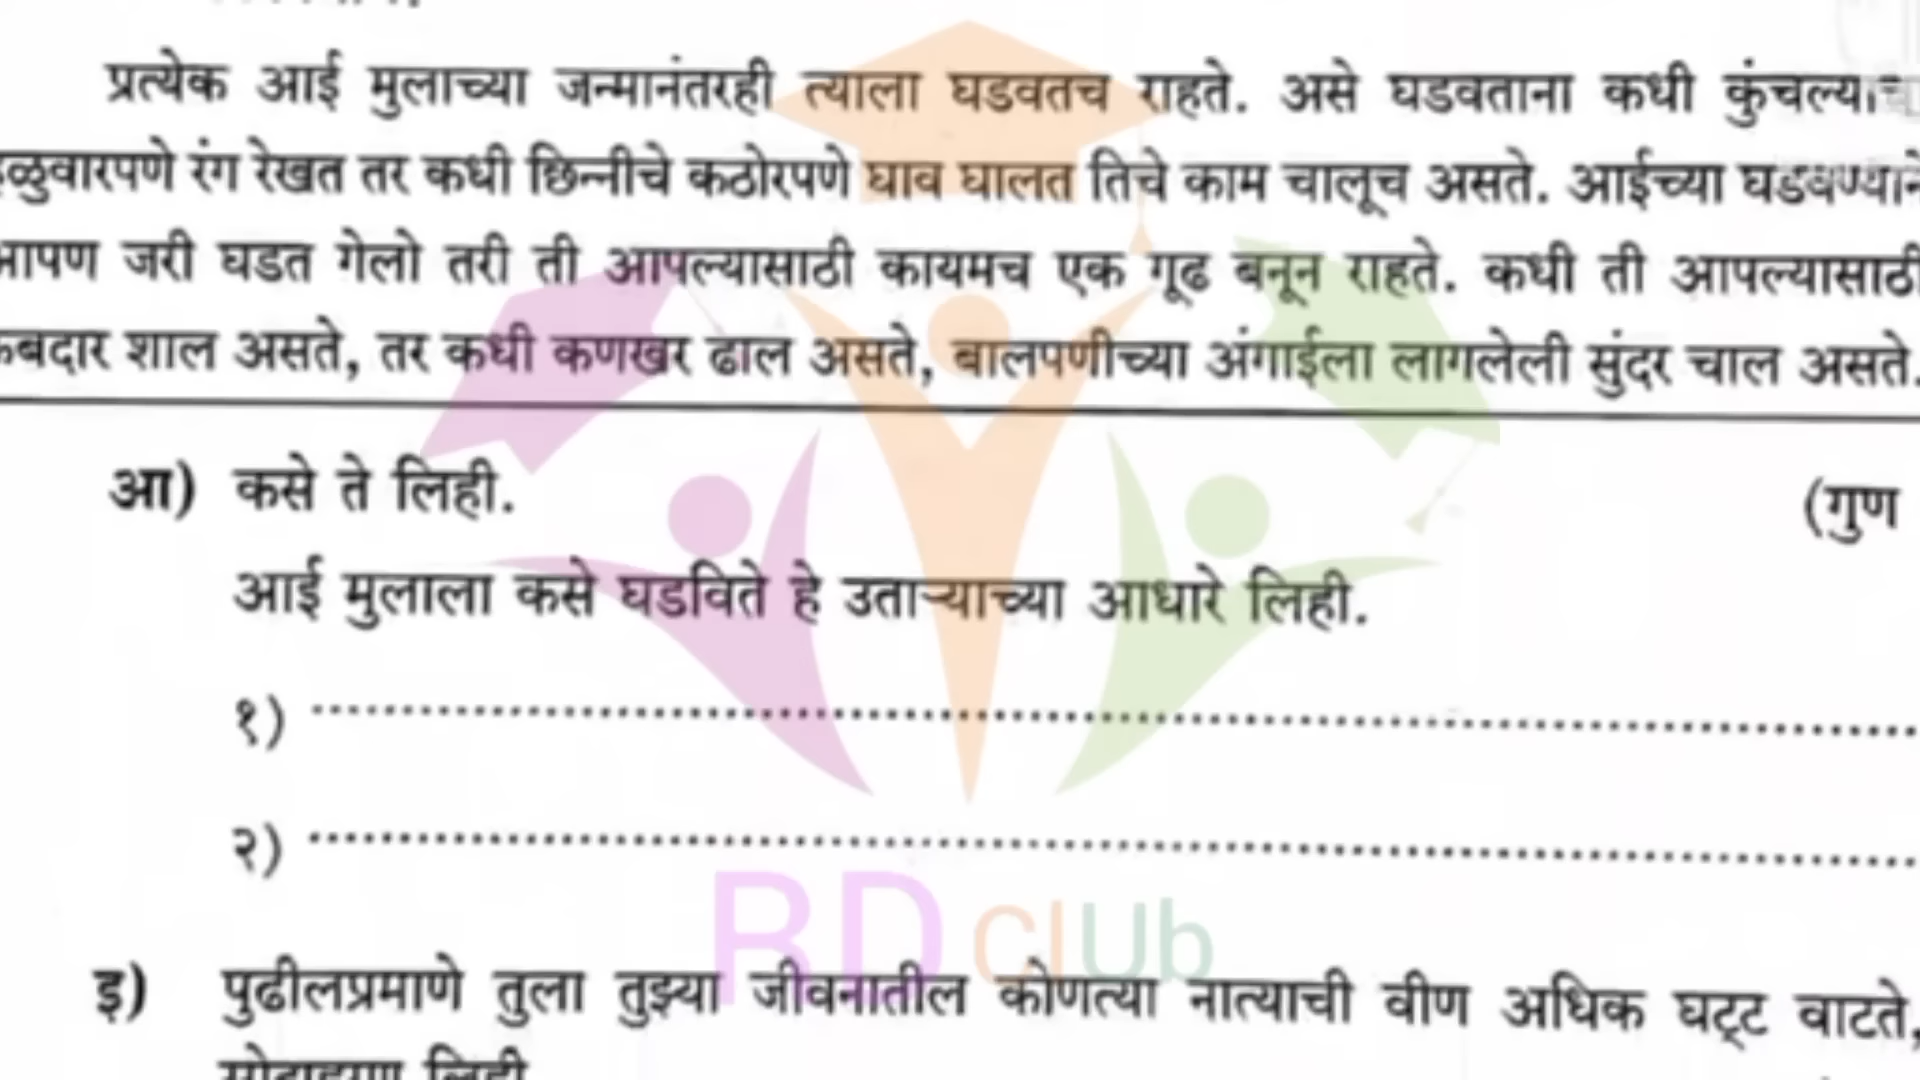 प्रत्येक आई मुलाच्या जन्मानंतरही त्याला घडवतच राहते. असे घडवताना कधी
हळुवारपणे रंग रेखत तर कधी छिन्नीचे कठोरपणे घाव घालत तिचे काम चालूच असते. आईच्या घडवण्याने
आपण जरी घडत गेलो तरी ती आपल्यासाठी कायमच एक गूढ बनून राहते. कधी ती आपल्यासाठी
ऊबदार शाल असते, तर कधी कणखर ढाल असते, बालपणीच्या अंगाईला लागलेली सुंदर चाल असते.
आ) कसे ते लिही. (गुण
आई मुलाला कसे घडविते हे उताऱ्याच्या आधारे लिही.
१)
२)
RD club
इ) पुढीलप्रमाणे तुला तुझ्या जीवनातील कोणत्या नात्याची वीण अधिक घट्ट वाटते,
लिही